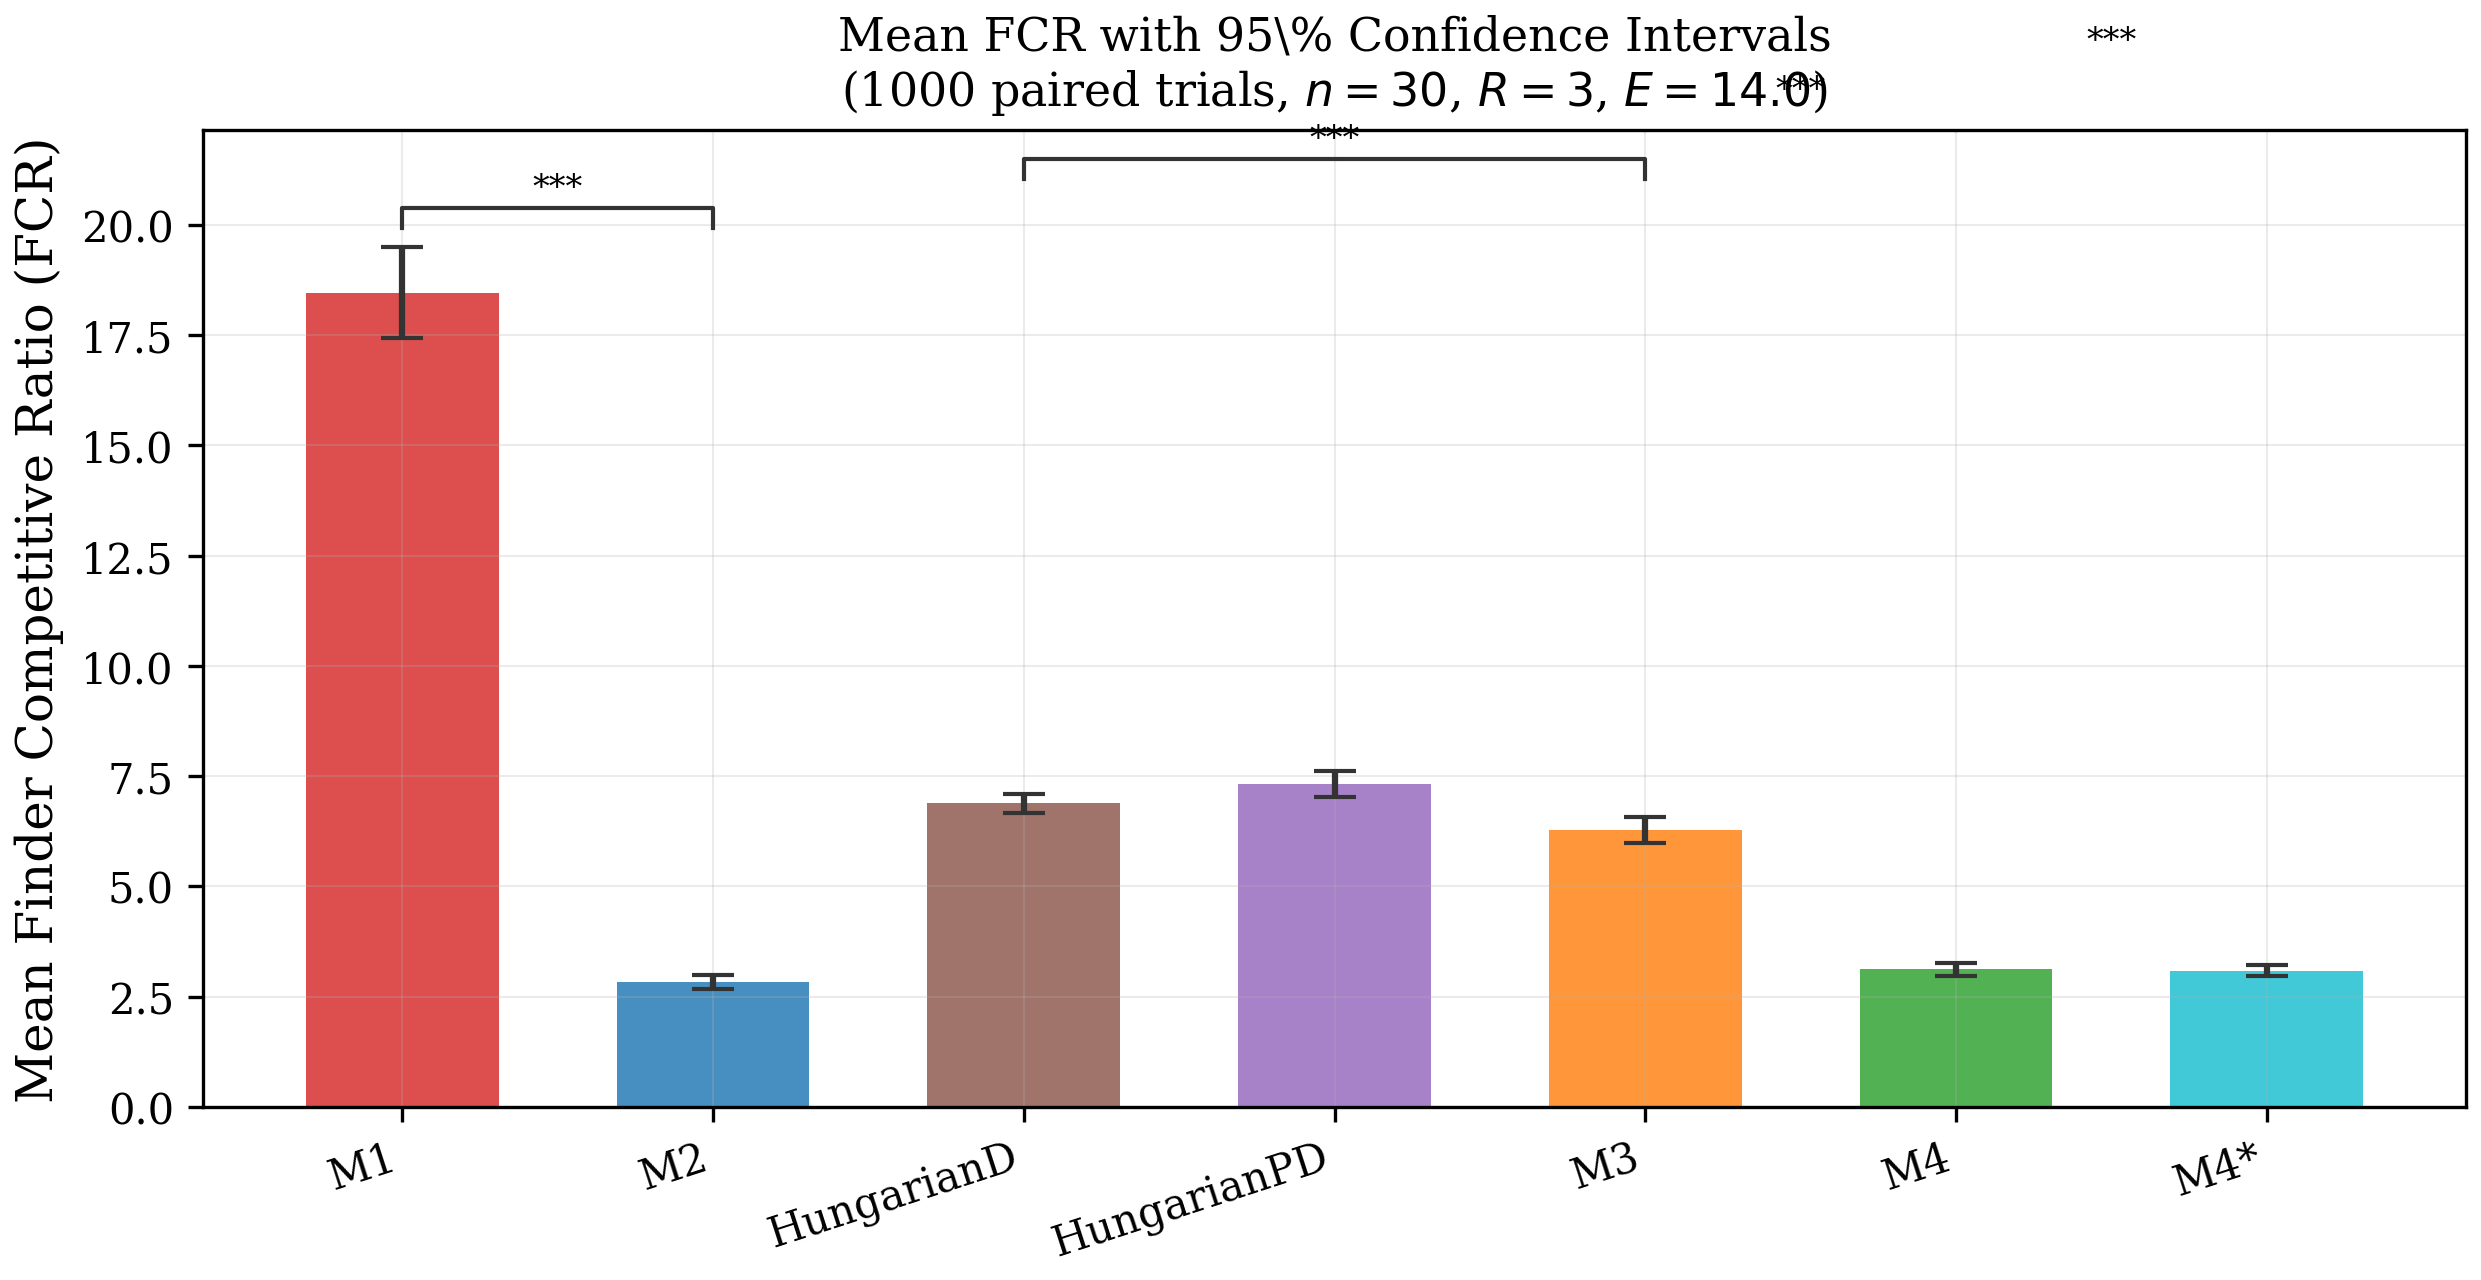 Mean FCR with 95\% Confidence Intervals
***
(1000 paired trials, n = 30, R = 3, E = 14.0)
***
***
***
Mean Finder Competitive Ratio (FCR)
20.0
17.5
15.0
12.5
10.0
7.5
5.0
2.5
0.0
M1
M2
HungarianD
HungarianPD
M3
M4
M4*